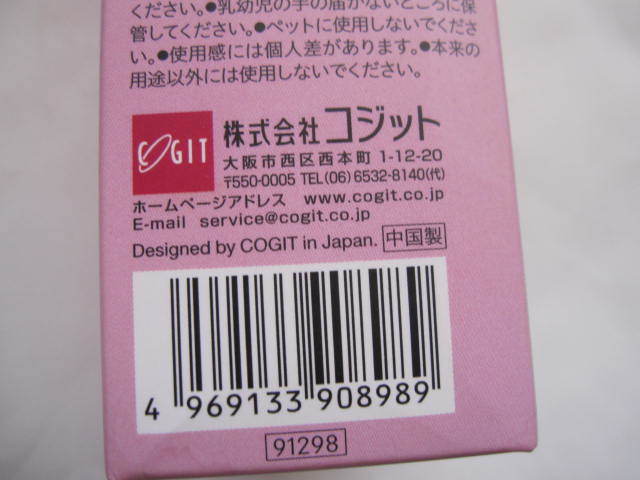 ください。●乳幼児の手の届かないところに保
管してください。●ペットに使用しないでくださ
い。●使用感には個人差があります。●本来の
用途以外には使用しないでください。
COGIT
株式会社コジット
大阪市西区西本町 1-12-20
〒550-0005 TEL(06)6532-8140(代)
ホームページアドレス www.cogit.co.jp
E-mail service@cogit.co.jp
Designed by COGIT in Japan. 中国製
4 969133 908989
91298